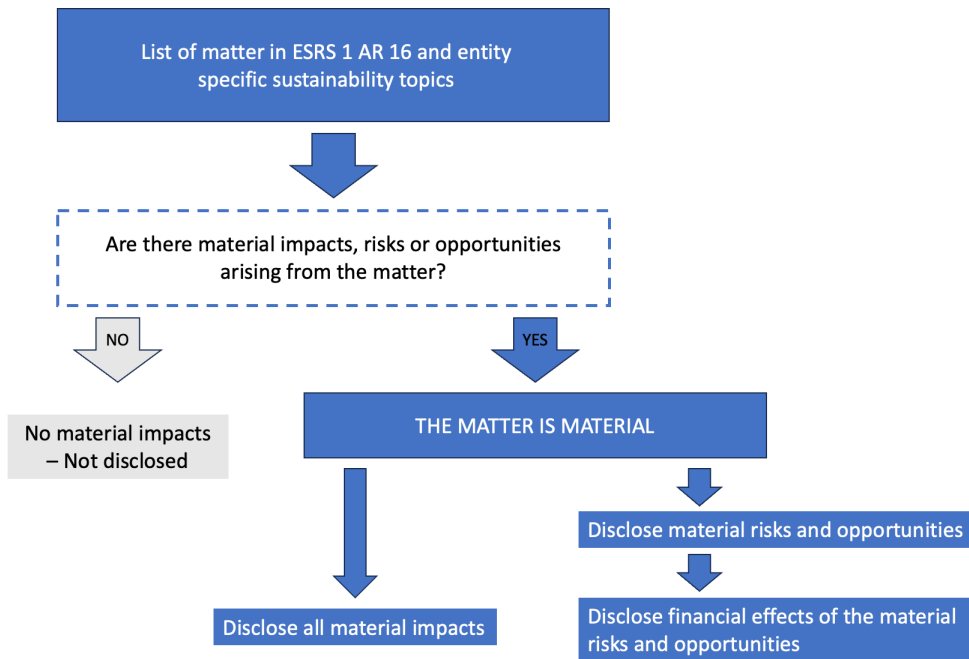 List of matter in ESRS 1 AR 16 and entity
specific sustainability topics
Are there material impacts, risks or opportunities
arising from the matter?
NO
YES
THE MATTER IS MATERIAL
No material impacts
– Not disclosed
Disclose material risks and opportunities
Disclose all material impacts
Disclose financial effects of the material
risks and opportunities